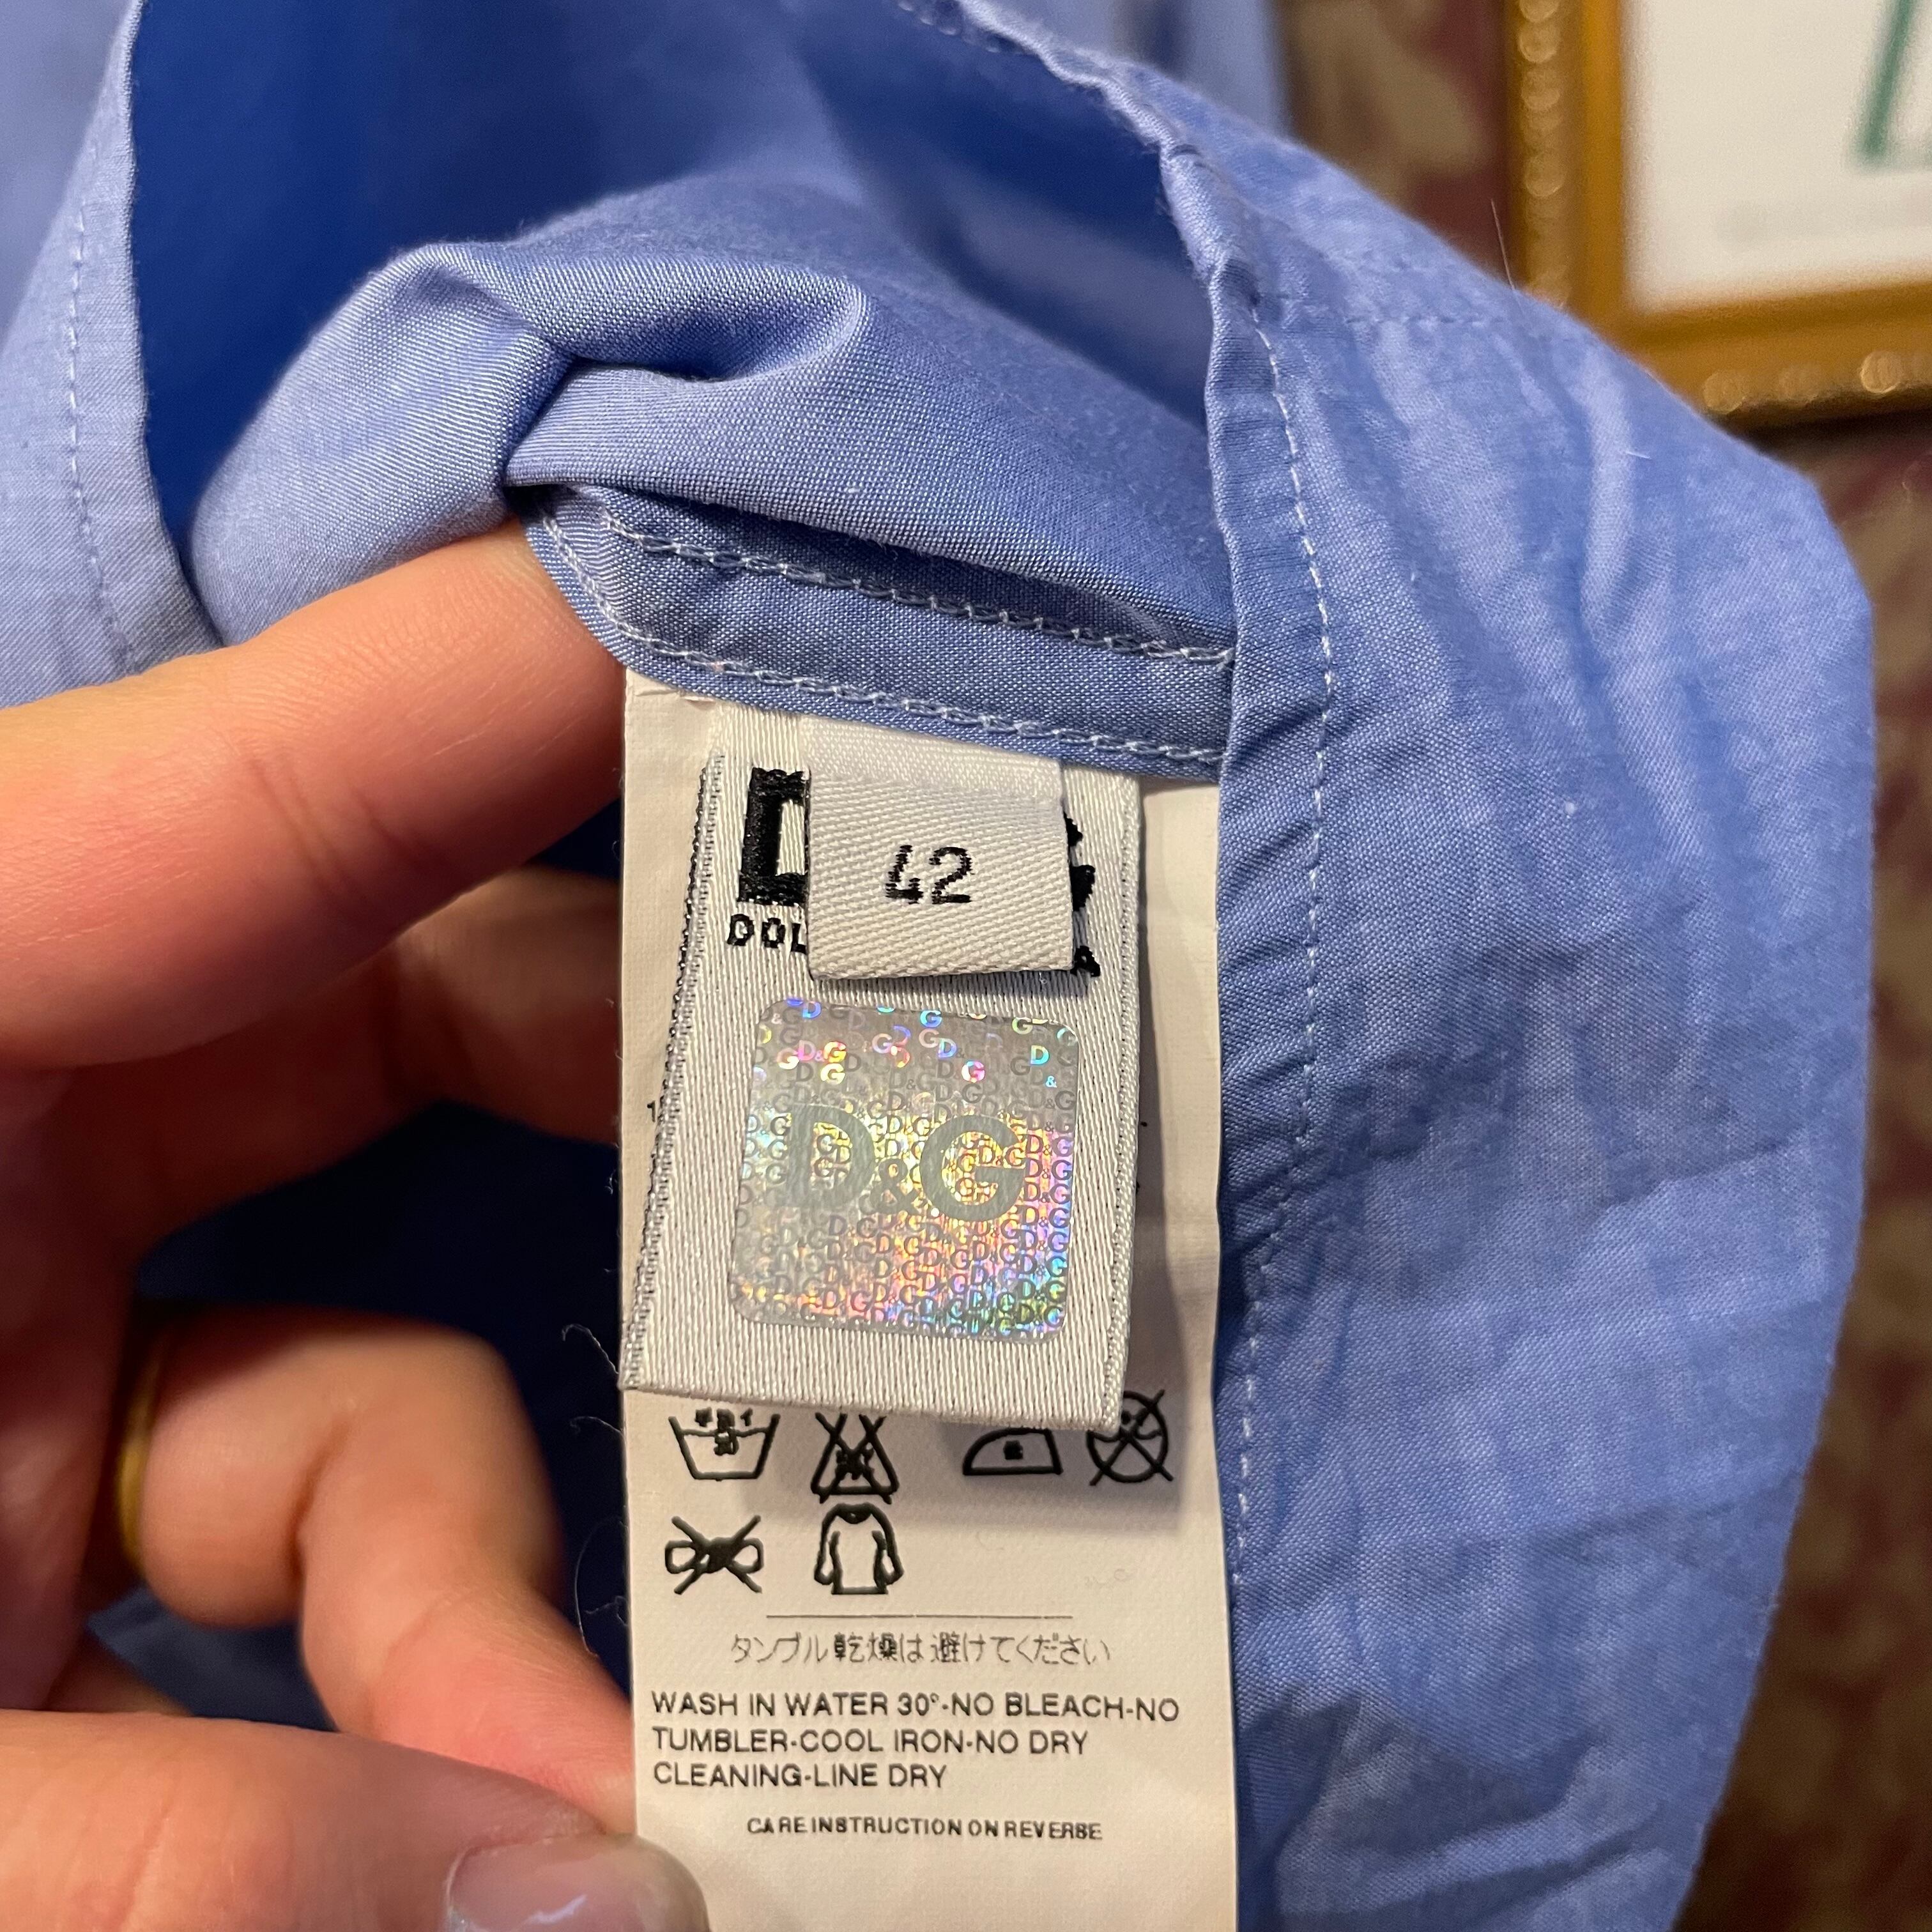 42
DOL
D&G
タンブル乾燥は避けてください
WASH IN WATER 30°-NO BLEACH-NO
TUMBLER-COOL IRON-NO DRY
CLEANING-LINE DRY
CARE INSTRUCTION ON REVERSE